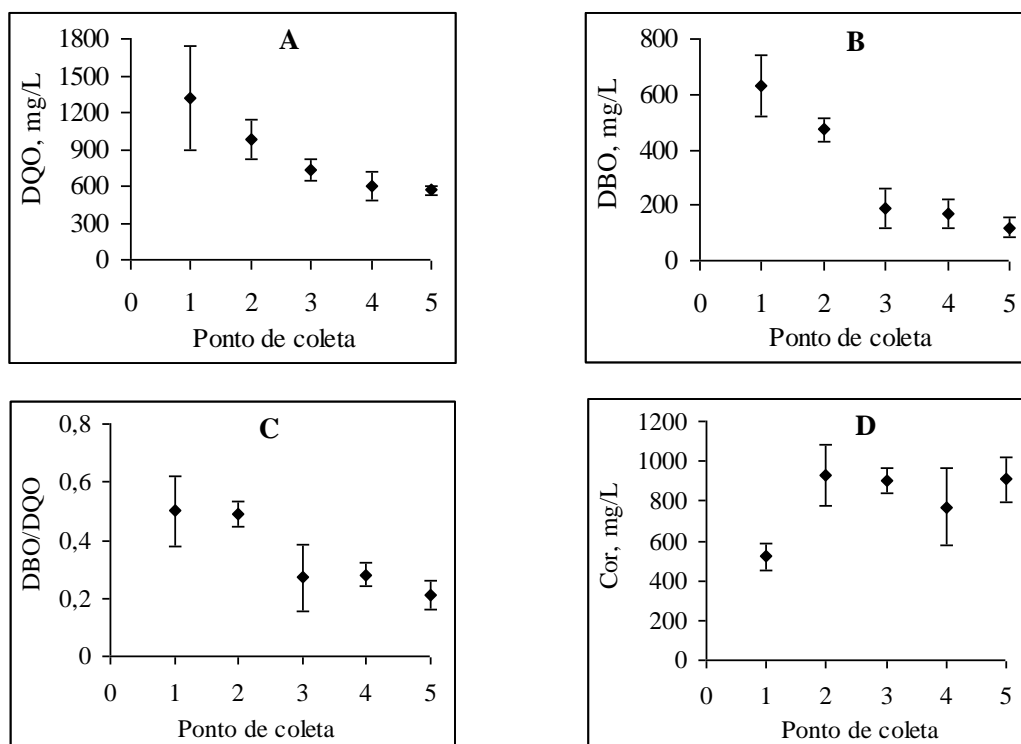 A
DQO, mg/L
1800
1500
1200
900
600
300
0
0 1 2 3 4 5
Ponto de coleta
B
DBO, mg/L
800
600
400
200
0
0 1 2 3 4 5
Ponto de coleta
C
DBO/DQO
0,8
0,6
0,4
0,2
0
0 1 2 3 4 5
Ponto de coleta
D
Cor, mg/L
1200
1000
800
600
400
200
0
0 1 2 3 4 5
Ponto de coleta